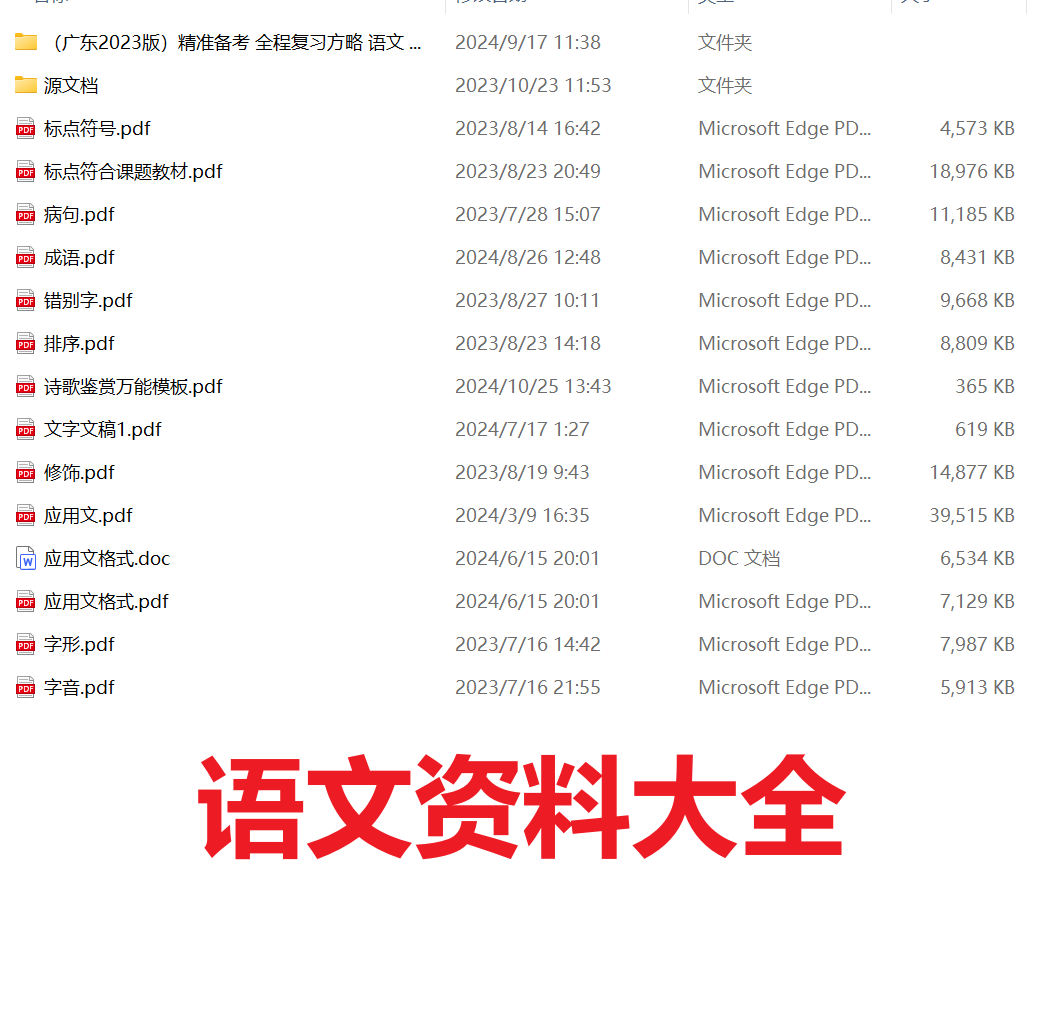 （广东2023版）精准备考 全程复习方略 语文 ... 2024/9/17 11:38 文件夹
源文档 2023/10/23 11:53 文件夹
标点符号.pdf 2023/8/14 16:42 Microsoft Edge PD... 4,573 KB
标点符合课题教材.pdf 2023/8/23 20:49 Microsoft Edge PD... 18,976 KB
病句.pdf 2023/7/28 15:07 Microsoft Edge PD... 11,185 KB
成语.pdf 2024/8/26 12:48 Microsoft Edge PD... 8,431 KB
错别字.pdf 2023/8/27 10:11 Microsoft Edge PD... 9,668 KB
排序.pdf 2023/8/23 14:18 Microsoft Edge PD... 8,809 KB
诗歌鉴赏万能模板.pdf 2024/10/25 13:43 Microsoft Edge PD... 365 KB
文字文稿1.pdf 2024/7/17 1:27 Microsoft Edge PD... 619 KB
修饰.pdf 2023/8/19 9:43 Microsoft Edge PD... 14,877 KB
应用文.pdf 2024/3/9 16:35 Microsoft Edge PD... 39,515 KB
应用文格式.doc 2024/6/15 20:01 DOC 文档 6,534 KB
应用文格式.pdf 2024/6/15 20:01 Microsoft Edge PD... 7,129 KB
字形.pdf 2023/7/16 14:42 Microsoft Edge PD... 7,987 KB
字音.pdf 2023/7/16 21:55 Microsoft Edge PD... 5,913 KB
语文资料大全